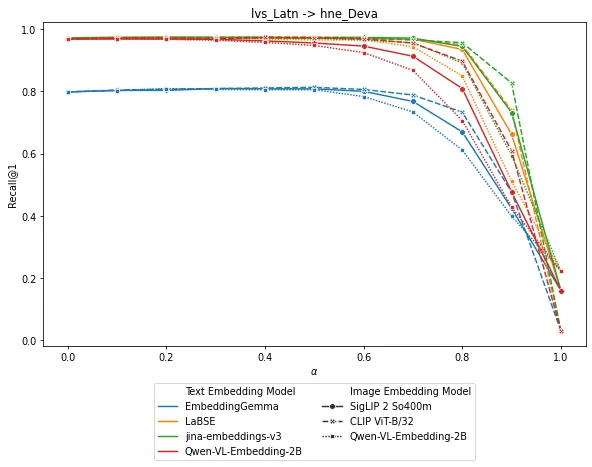 lvs_Latn -> hne_Deva
Recall@1
1.0
0.8
0.6
0.4
0.2
0.0
0.0 0.2 0.4 0.6 0.8 1.0
α
Text Embedding Model
EmbeddingGemma
LaBSE
jina-embeddings-v3
Qwen-VL-Embedding-2B
Image Embedding Model
SigLIP 2 So400m
CLIP ViT-B/32
Qwen-VL-Embedding-2B